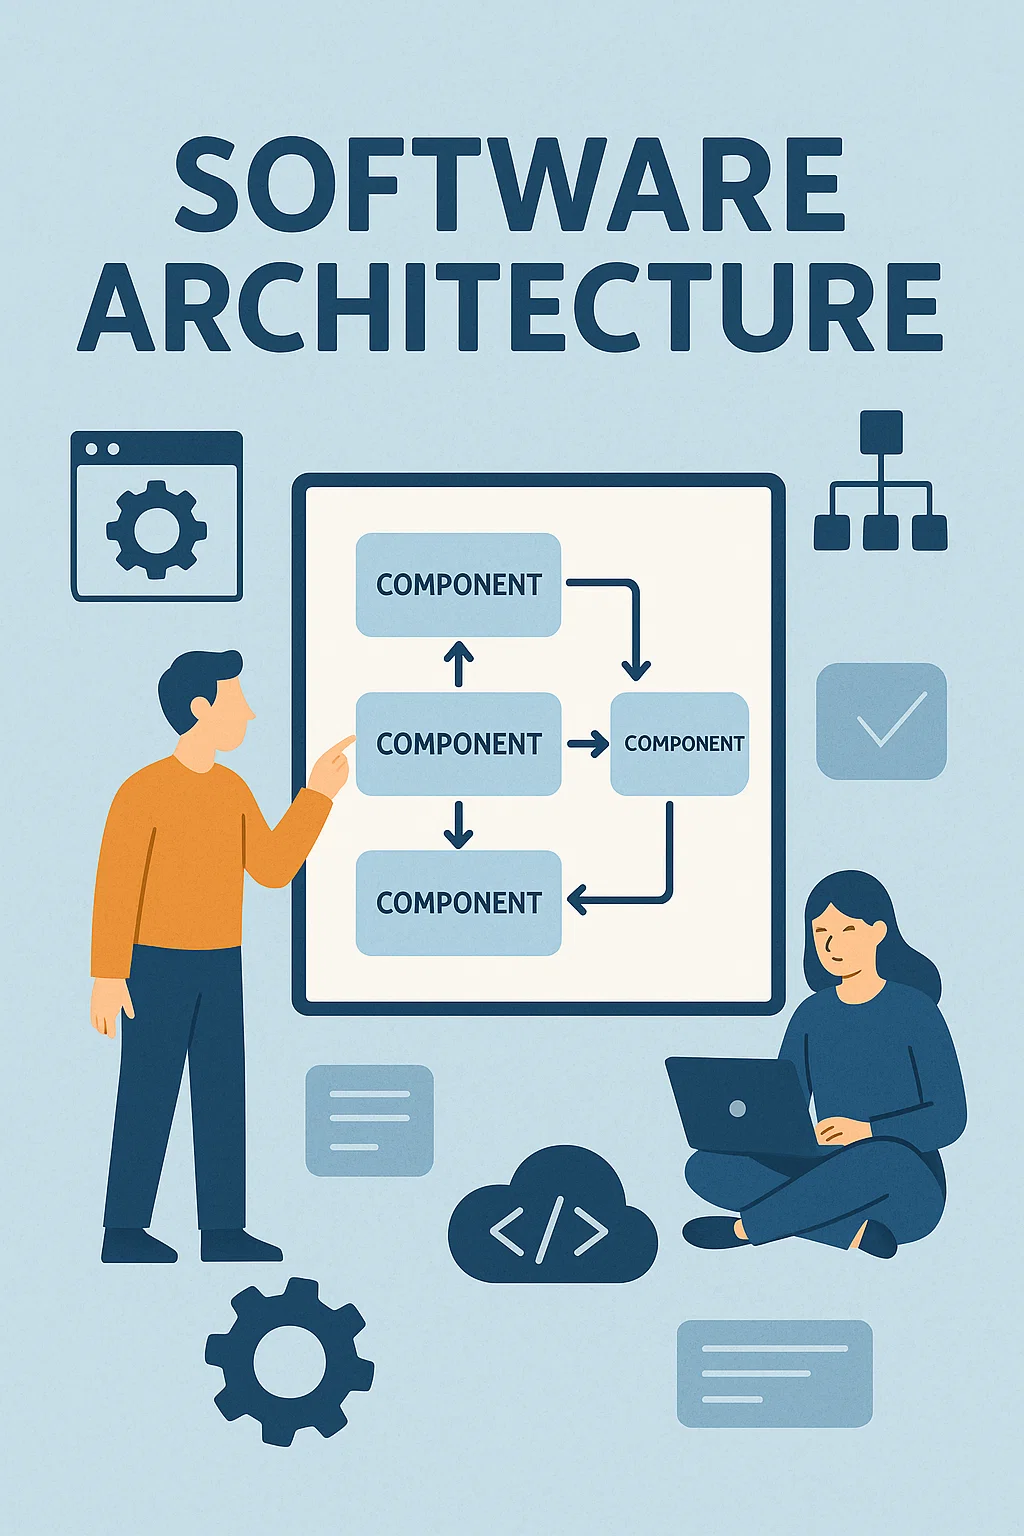 SOFTWARE
ARCHITECTURE
COMPONENT
COMPONENT
COMPONENT
COMPONENT
</>